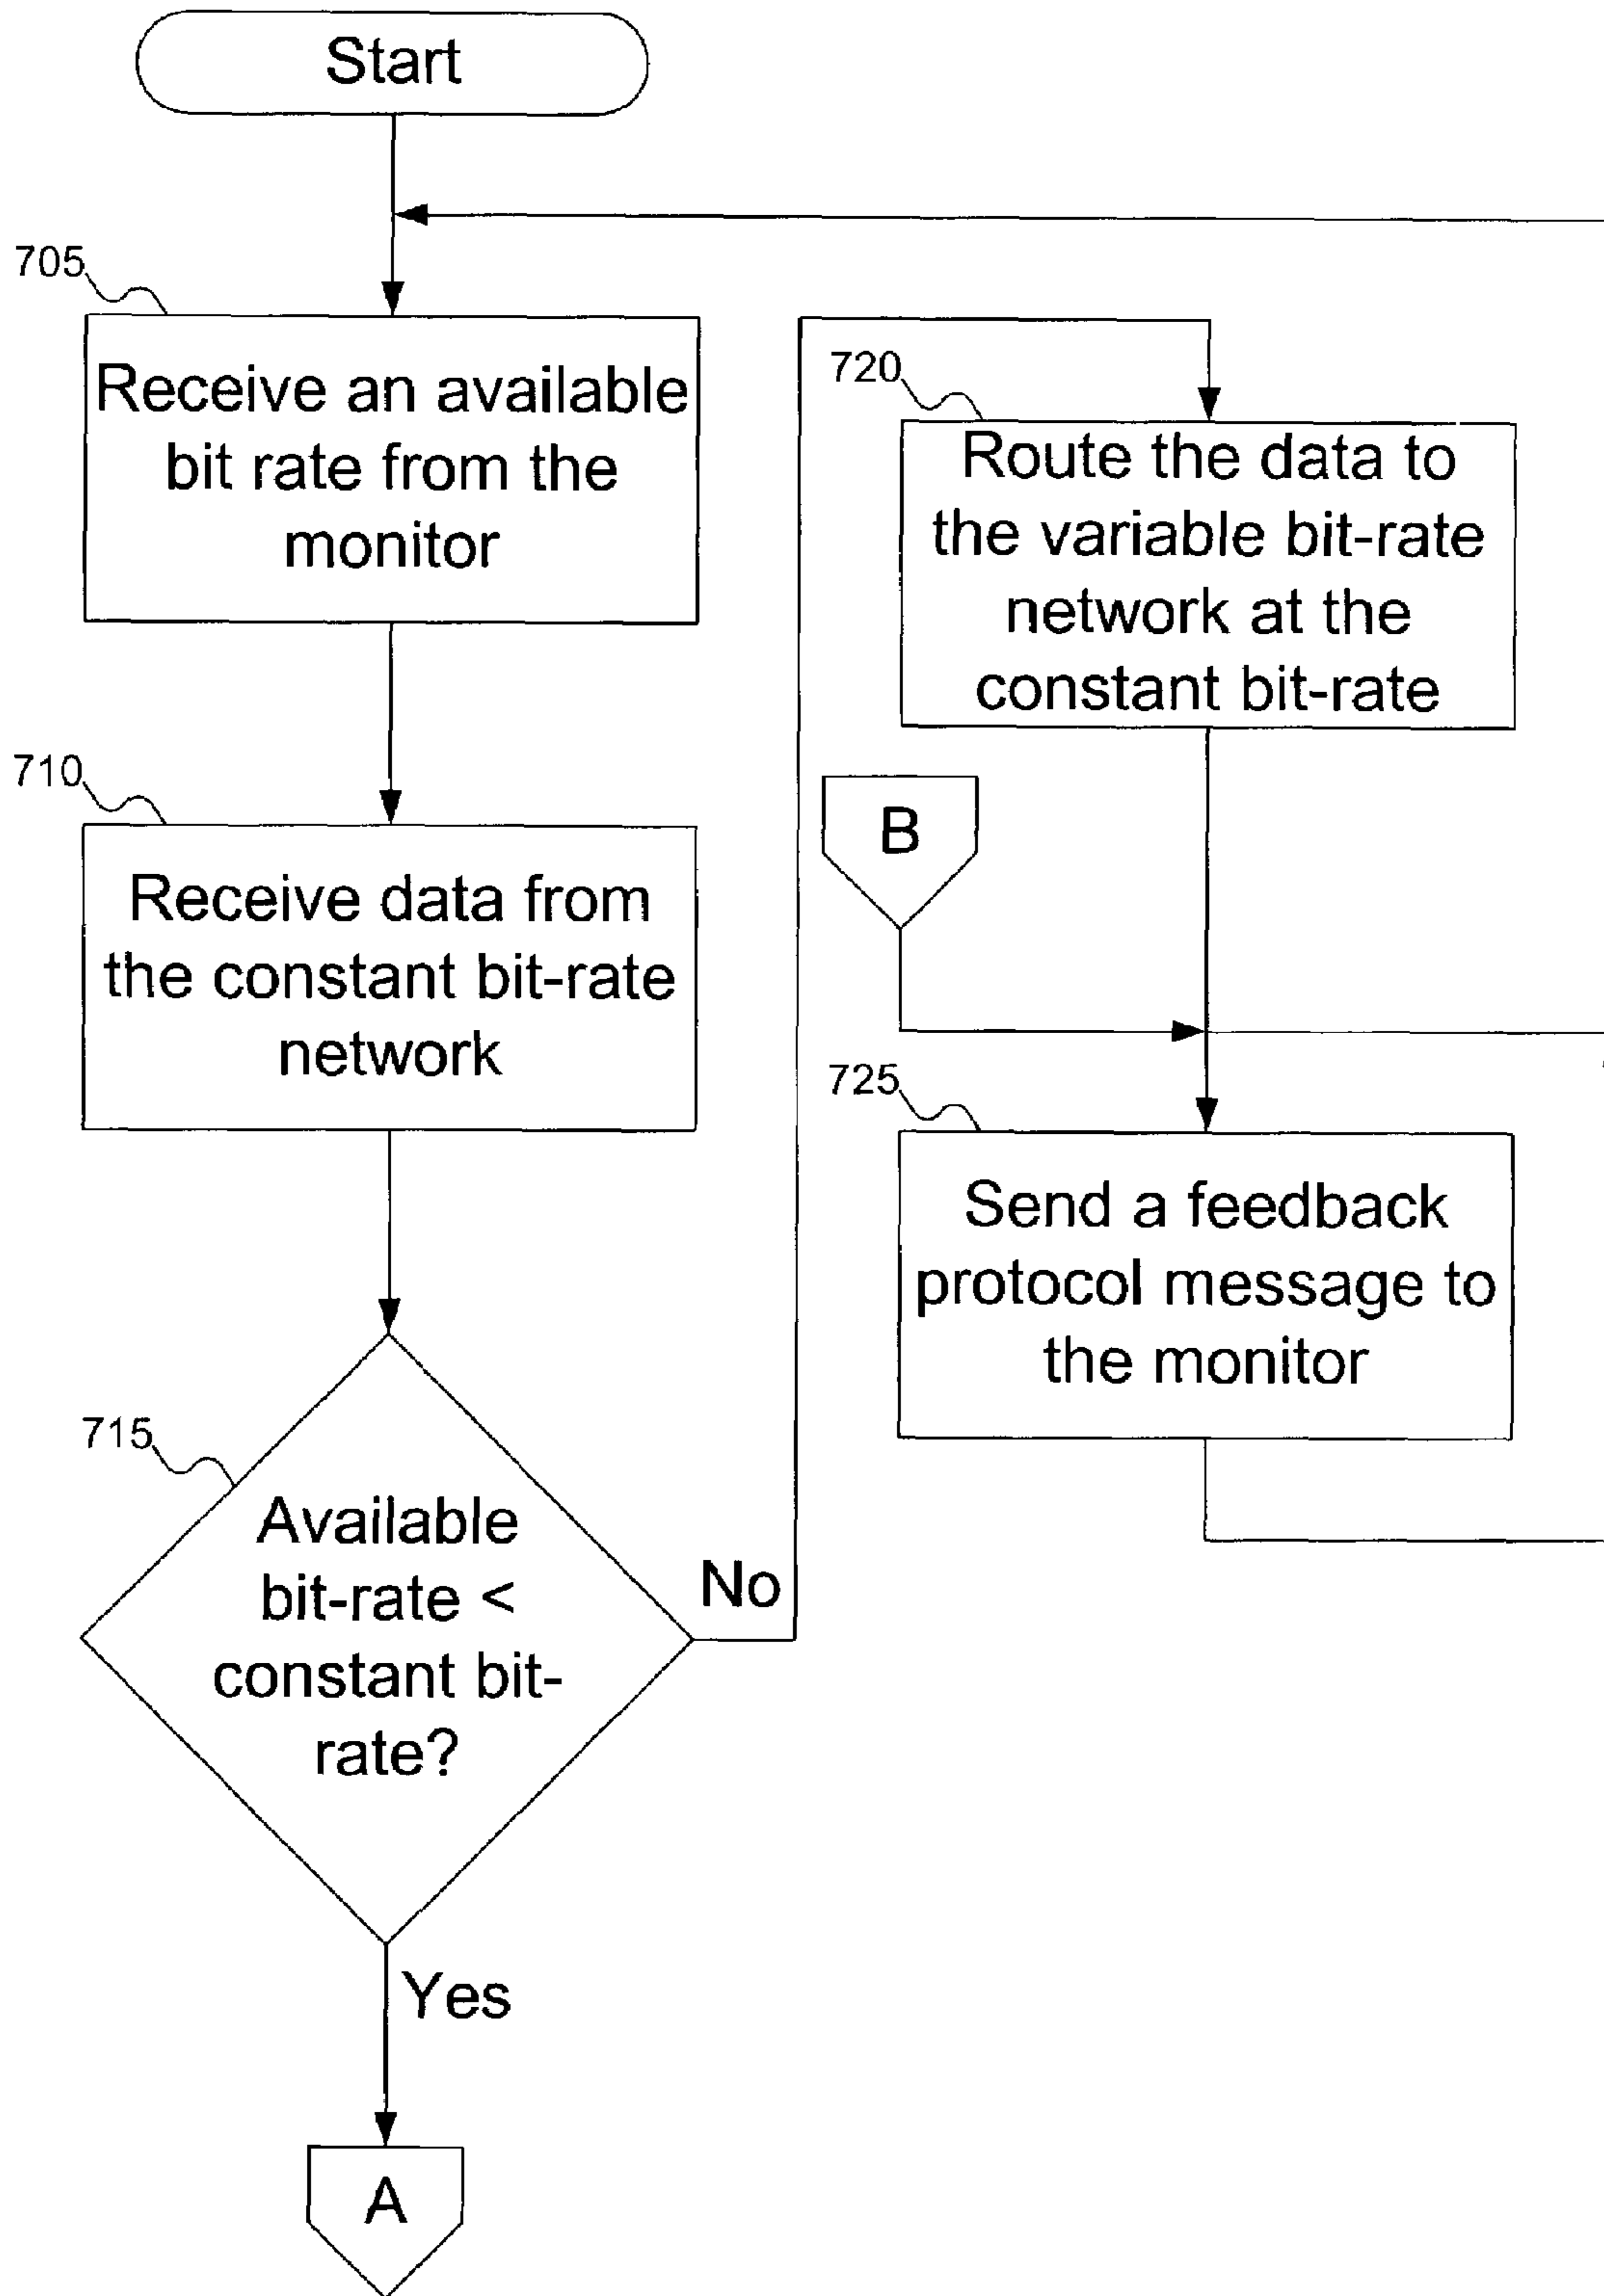 Start
705
Receive an available
bit rate from the
monitor
710
Receive data from
the constant bit-rate
network
715
Available
bit-rate <
constant bit-
rate?
No
Yes
A
720
Route the data to
the variable bit-rate
network at the
constant bit-rate
B
725
Send a feedback
protocol message to
the monitor